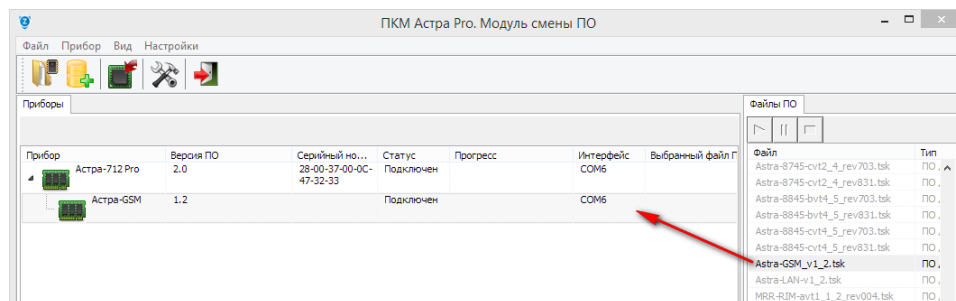 ПКМ Астра Pro. Модуль смены ПО
Файл Прибор Вид Настройки
Приборы
Прибор Версия ПО Серийный но... Статус Прогресс Интерфейс Выбранный файл П
Астра-712 Pro 2.0 28-00-37-00-0C-47-32-33 Подключен COM6
Астра-GSM 1.2 Подключен COM6
Файлы ПО
Файл Тип
Astra-8745-cvt2_4_rev703.tsk ПО,
Astra-8745-cvt2_4_rev831.tsk ПО,
Astra-8845-bvt4_5_rev703.tsk ПО,
Astra-8845-bvt4_5_rev831.tsk ПО,
Astra-8845-cvt4_5_rev703.tsk ПО,
Astra-8845-cvt4_5_rev831.tsk ПО,
Astra-GSM_v1_2.tsk ПО,
Astra-LAN-v1_2.tsk ПО,
MRR-RIM-avt1_1_2_rev004.tsk ПО,